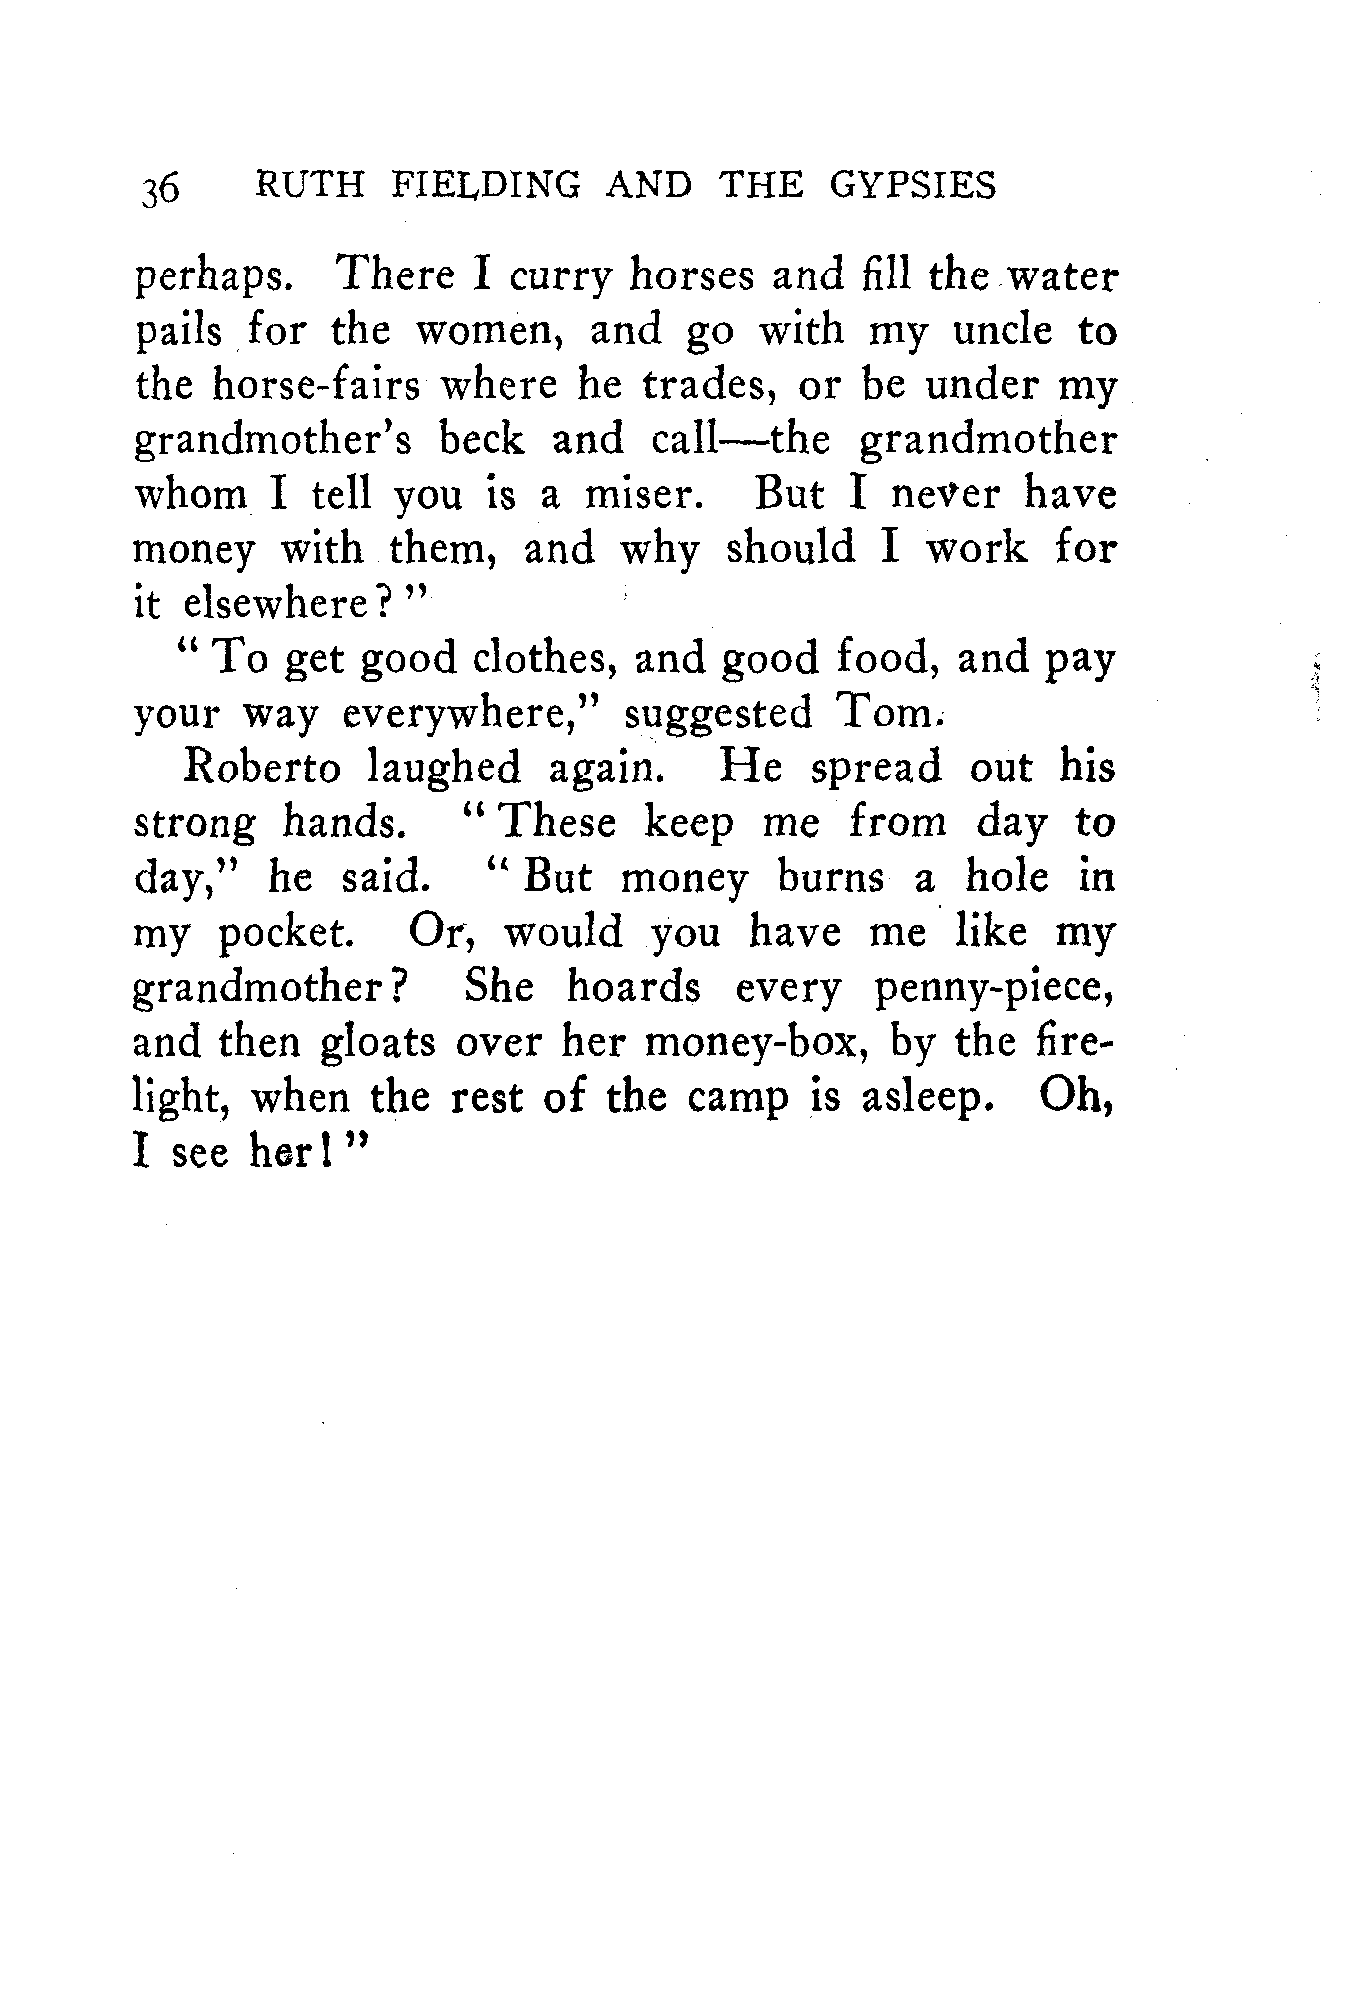 36 RUTH FIELDING AND THE GYPSIES
perhaps. There I curry horses and fill the water
pails for the women, and go with my uncle to
the horse-fairs where he trades, or be under my
grandmother's beck and call—the grandmother
whom I tell you is a miser. But I never have
money with them, and why should I work for
it elsewhere?"
"To get good clothes, and good food, and pay
your way everywhere," suggested Tom.
Roberto laughed again. He spread out his
strong hands. "These keep me from day to
day," he said. "But money burns a hole in
my pocket. Or, would you have me like my
grandmother? She hoards every penny-piece,
and then gloats over her money-box, by the fire-
light, when the rest of the camp is asleep. Oh,
I see her!"